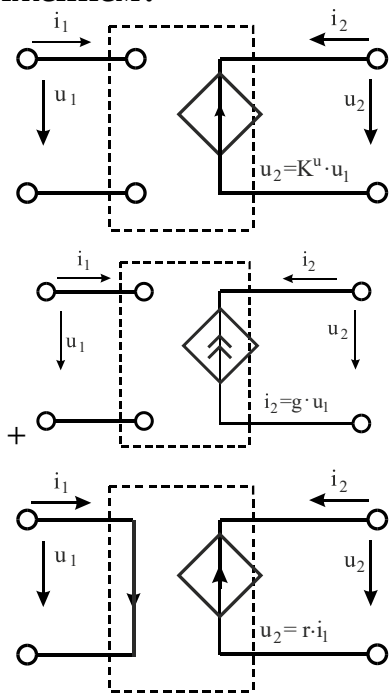 i₁ i₂
u₁ u₂
u₂=Kᵘ·u₁
i₁ i₂
u₁ u₂
i₂=g·u₁
+
i₁ i₂
u₁ u₂
u₂= r·i₁